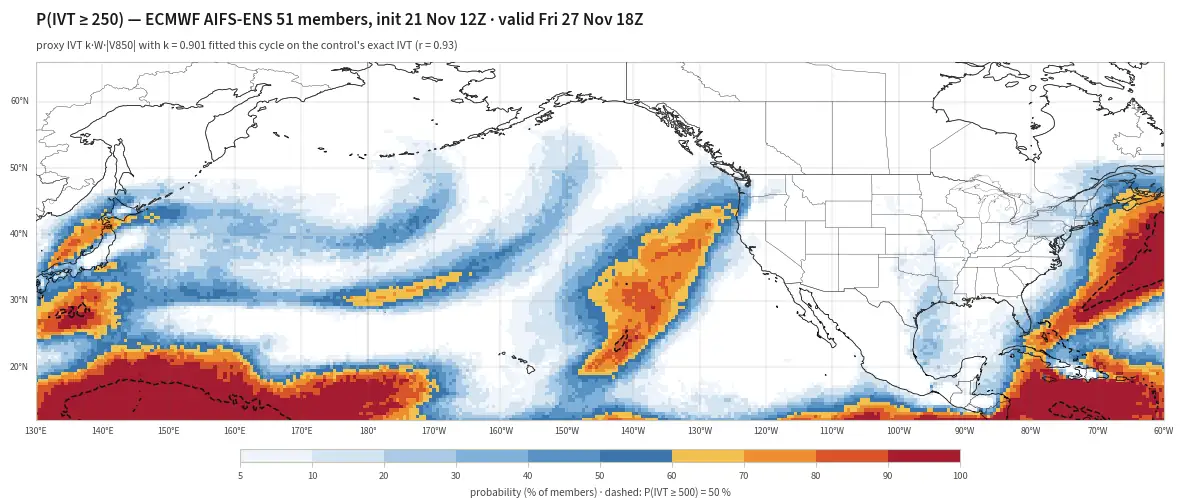 P(IVT ≥ 250) — ECMWF AIFS-ENS 51 members, init 21 Nov 12Z · valid Fri 27 Nov 18Z
proxy IVT k·W·|V850| with k = 0.901 fitted this cycle on the control's exact IVT (r = 0.93)
60°N
50°N
40°N
30°N
20°N
130°E 140°E 150°E 160°E 170°E 180° 170°W 160°W 150°W 140°W 130°W 120°W 110°W 100°W 90°W 80°W 70°W 60°W
5 10 20 30 40 50 60 70 80 90 100
probability (% of members) · dashed: P(IVT ≥ 500) = 50 %